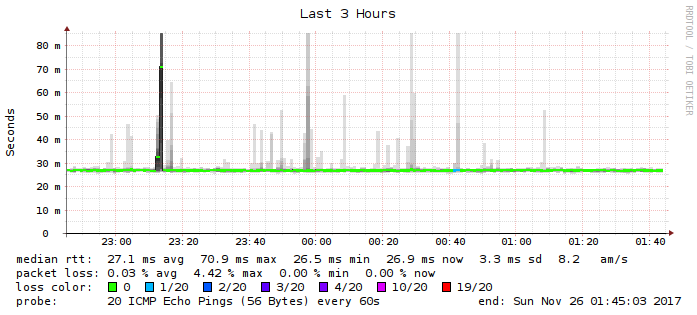 Last 3 Hours
RRDTOOL / TOBI OETIKER
Seconds
80 m
70 m
60 m
50 m
40 m
30 m
20 m
10 m
0
23:00 23:20 23:40 00:00 00:20 00:40 01:00 01:20 01:40
median rtt: 27.1 ms avg 70.9 ms max 26.5 ms min 26.9 ms now 3.3 ms sd 8.2 am/s
packet loss: 0.03 % avg 4.42 % max 0.00 % min 0.00 % now
loss color: 0 1/20 2/20 3/20 4/20 10/20 19/20
probe: 20 ICMP Echo Pings (56 Bytes) every 60s end: Sun Nov 26 01:45:03 2017